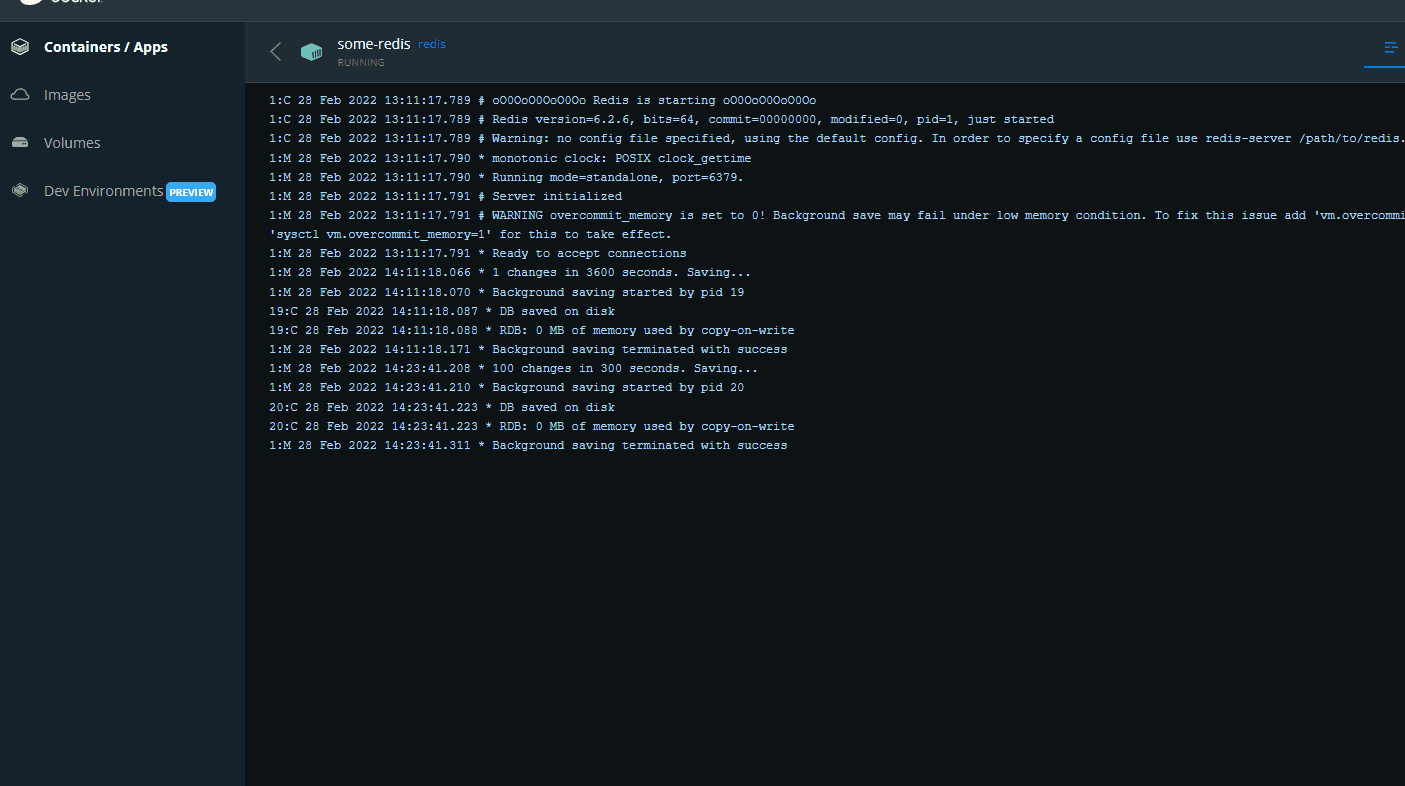 Containers / Apps
Images
Volumes
Dev Environments PREVIEW
some-redis redis
RUNNING
1:C 28 Feb 2022 13:11:17.789 # oO0OoO0OoO0Oo Redis is starting oO0OoO0OoO0Oo
1:C 28 Feb 2022 13:11:17.789 # Redis version=6.2.6, bits=64, commit=00000000, modified=0, pid=1, just started
1:C 28 Feb 2022 13:11:17.789 # Warning: no config file specified, using the default config. In order to specify a config file use redis-server /path/to/redis.
1:M 28 Feb 2022 13:11:17.790 * monotonic clock: POSIX clock_gettime
1:M 28 Feb 2022 13:11:17.790 * Running mode=standalone, port=6379.
1:M 28 Feb 2022 13:11:17.791 # Server initialized
1:M 28 Feb 2022 13:11:17.791 # WARNING overcommit_memory is set to 0! Background save may fail under low memory condition. To fix this issue add 'vm.overcommi
'sysctl vm.overcommit_memory=1' for this to take effect.
1:M 28 Feb 2022 13:11:17.791 * Ready to accept connections
1:M 28 Feb 2022 14:11:18.066 * 1 changes in 3600 seconds. Saving...
1:M 28 Feb 2022 14:11:18.070 * Background saving started by pid 19
19:C 28 Feb 2022 14:11:18.087 * DB saved on disk
19:C 28 Feb 2022 14:11:18.088 * RDB: 0 MB of memory used by copy-on-write
1:M 28 Feb 2022 14:11:18.171 * Background saving terminated with success
1:M 28 Feb 2022 14:23:41.208 * 100 changes in 300 seconds. Saving...
1:M 28 Feb 2022 14:23:41.210 * Background saving started by pid 20
20:C 28 Feb 2022 14:23:41.223 * DB saved on disk
20:C 28 Feb 2022 14:23:41.223 * RDB: 0 MB of memory used by copy-on-write
1:M 28 Feb 2022 14:23:41.311 * Background saving terminated with success